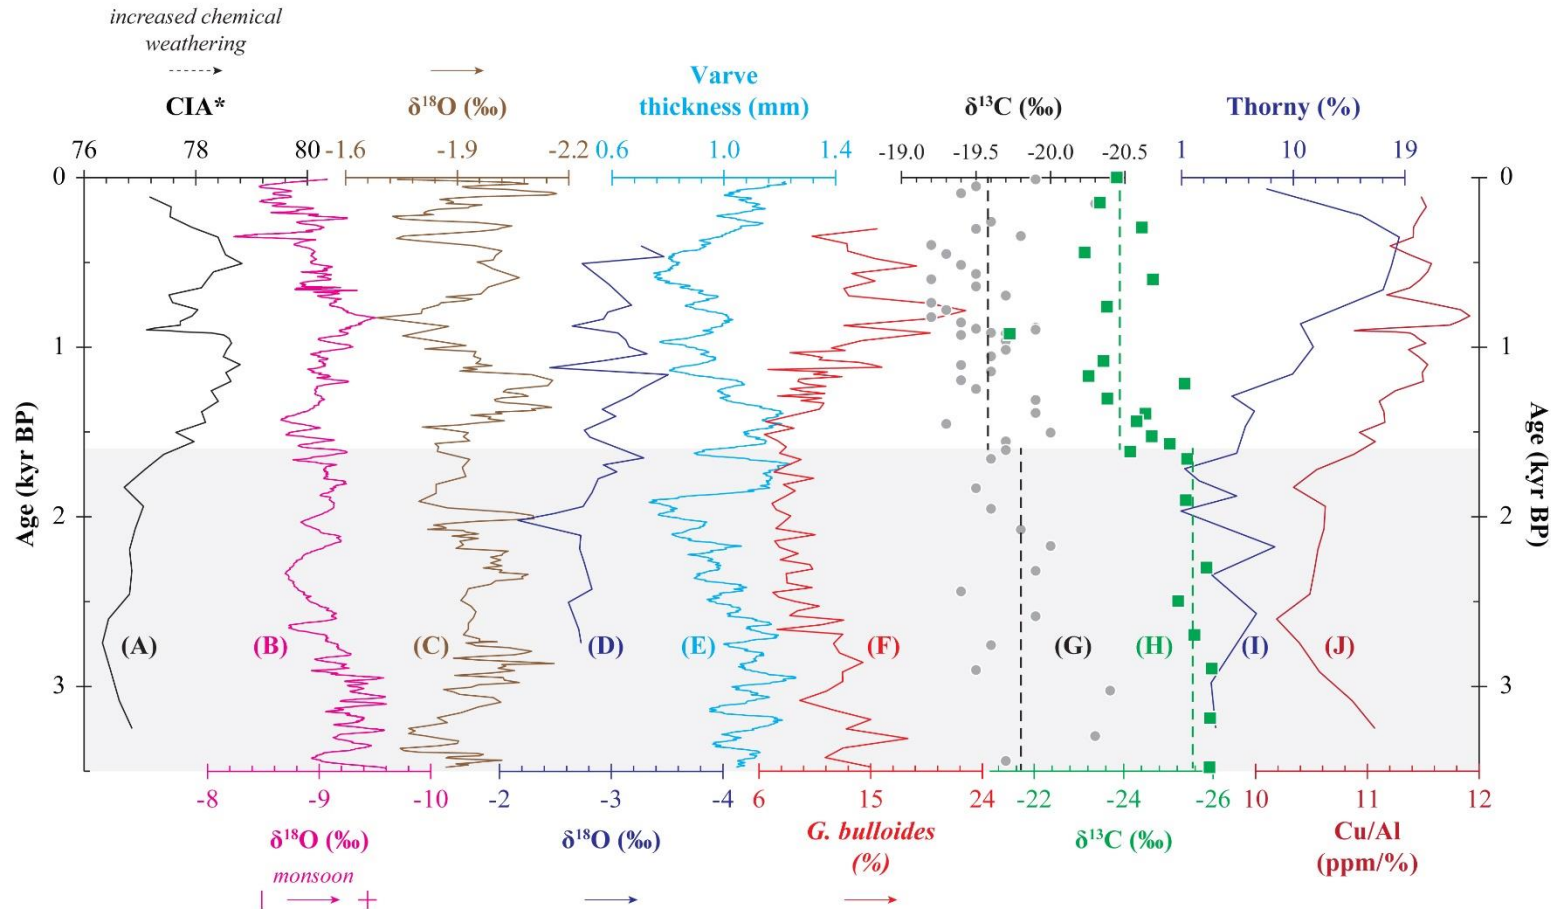 increased chemical
weathering
CIA*
δ¹⁸O (‰)
Varve
thickness (mm)
δ¹³C (‰)
Thorny (%)
76 78 80 -1.6 -1.9 -2.2 0.6 1.0 1.4 -19.0 -19.5 -20.0 -20.5 1 10 19
0 0
1 1
2 2
3 3
Age (kyr BP)
Age (kyr BP)
(A) (B) (C) (D) (E) (F) (G) (H) (I) (J)
-8 -9 -10 -2 -3 -4 6 15 24 -22 -24 -26 10 11 12
δ¹⁸O (‰)
δ¹⁸O (‰)
G. bulloides
(%)
δ¹³C (‰)
Cu/Al
(ppm/%)
monsoon